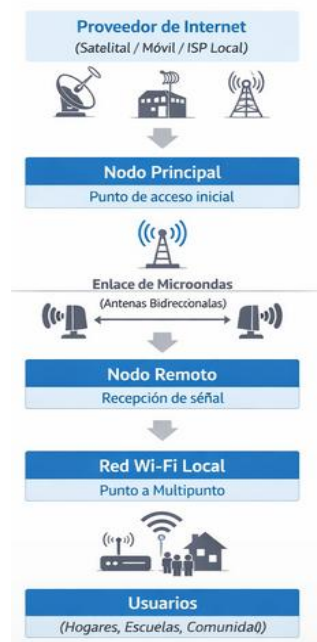 Proveedor de Internet
(Satelital / Móvil / ISP Local)
Nodo Principal
Punto de acceso inicial
Enlace de Microondas
(Antenas Bidrecconalas)
Nodo Remoto
Recepción de séñal
Red Wi-Fi Local
Punto a Multipunto
Usuarios
(Hogares, Escuelas, Comunidad))